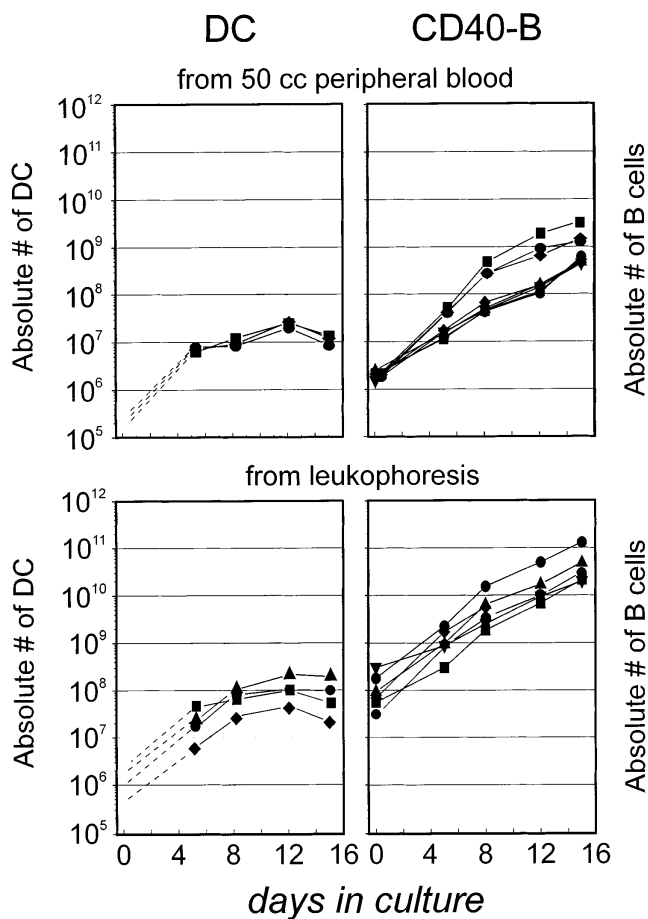 DC CD40-B
from 50 cc peripheral blood
Absolute # of DC
10^12
10^11
10^10
10^9
10^8
10^7
10^6
10^5
Absolute # of B cells
from leukophoresis
Absolute # of DC
10^12
10^11
10^10
10^9
10^8
10^7
10^6
10^5
Absolute # of B cells
0 4 8 12 16 0 4 8 12 16
days in culture